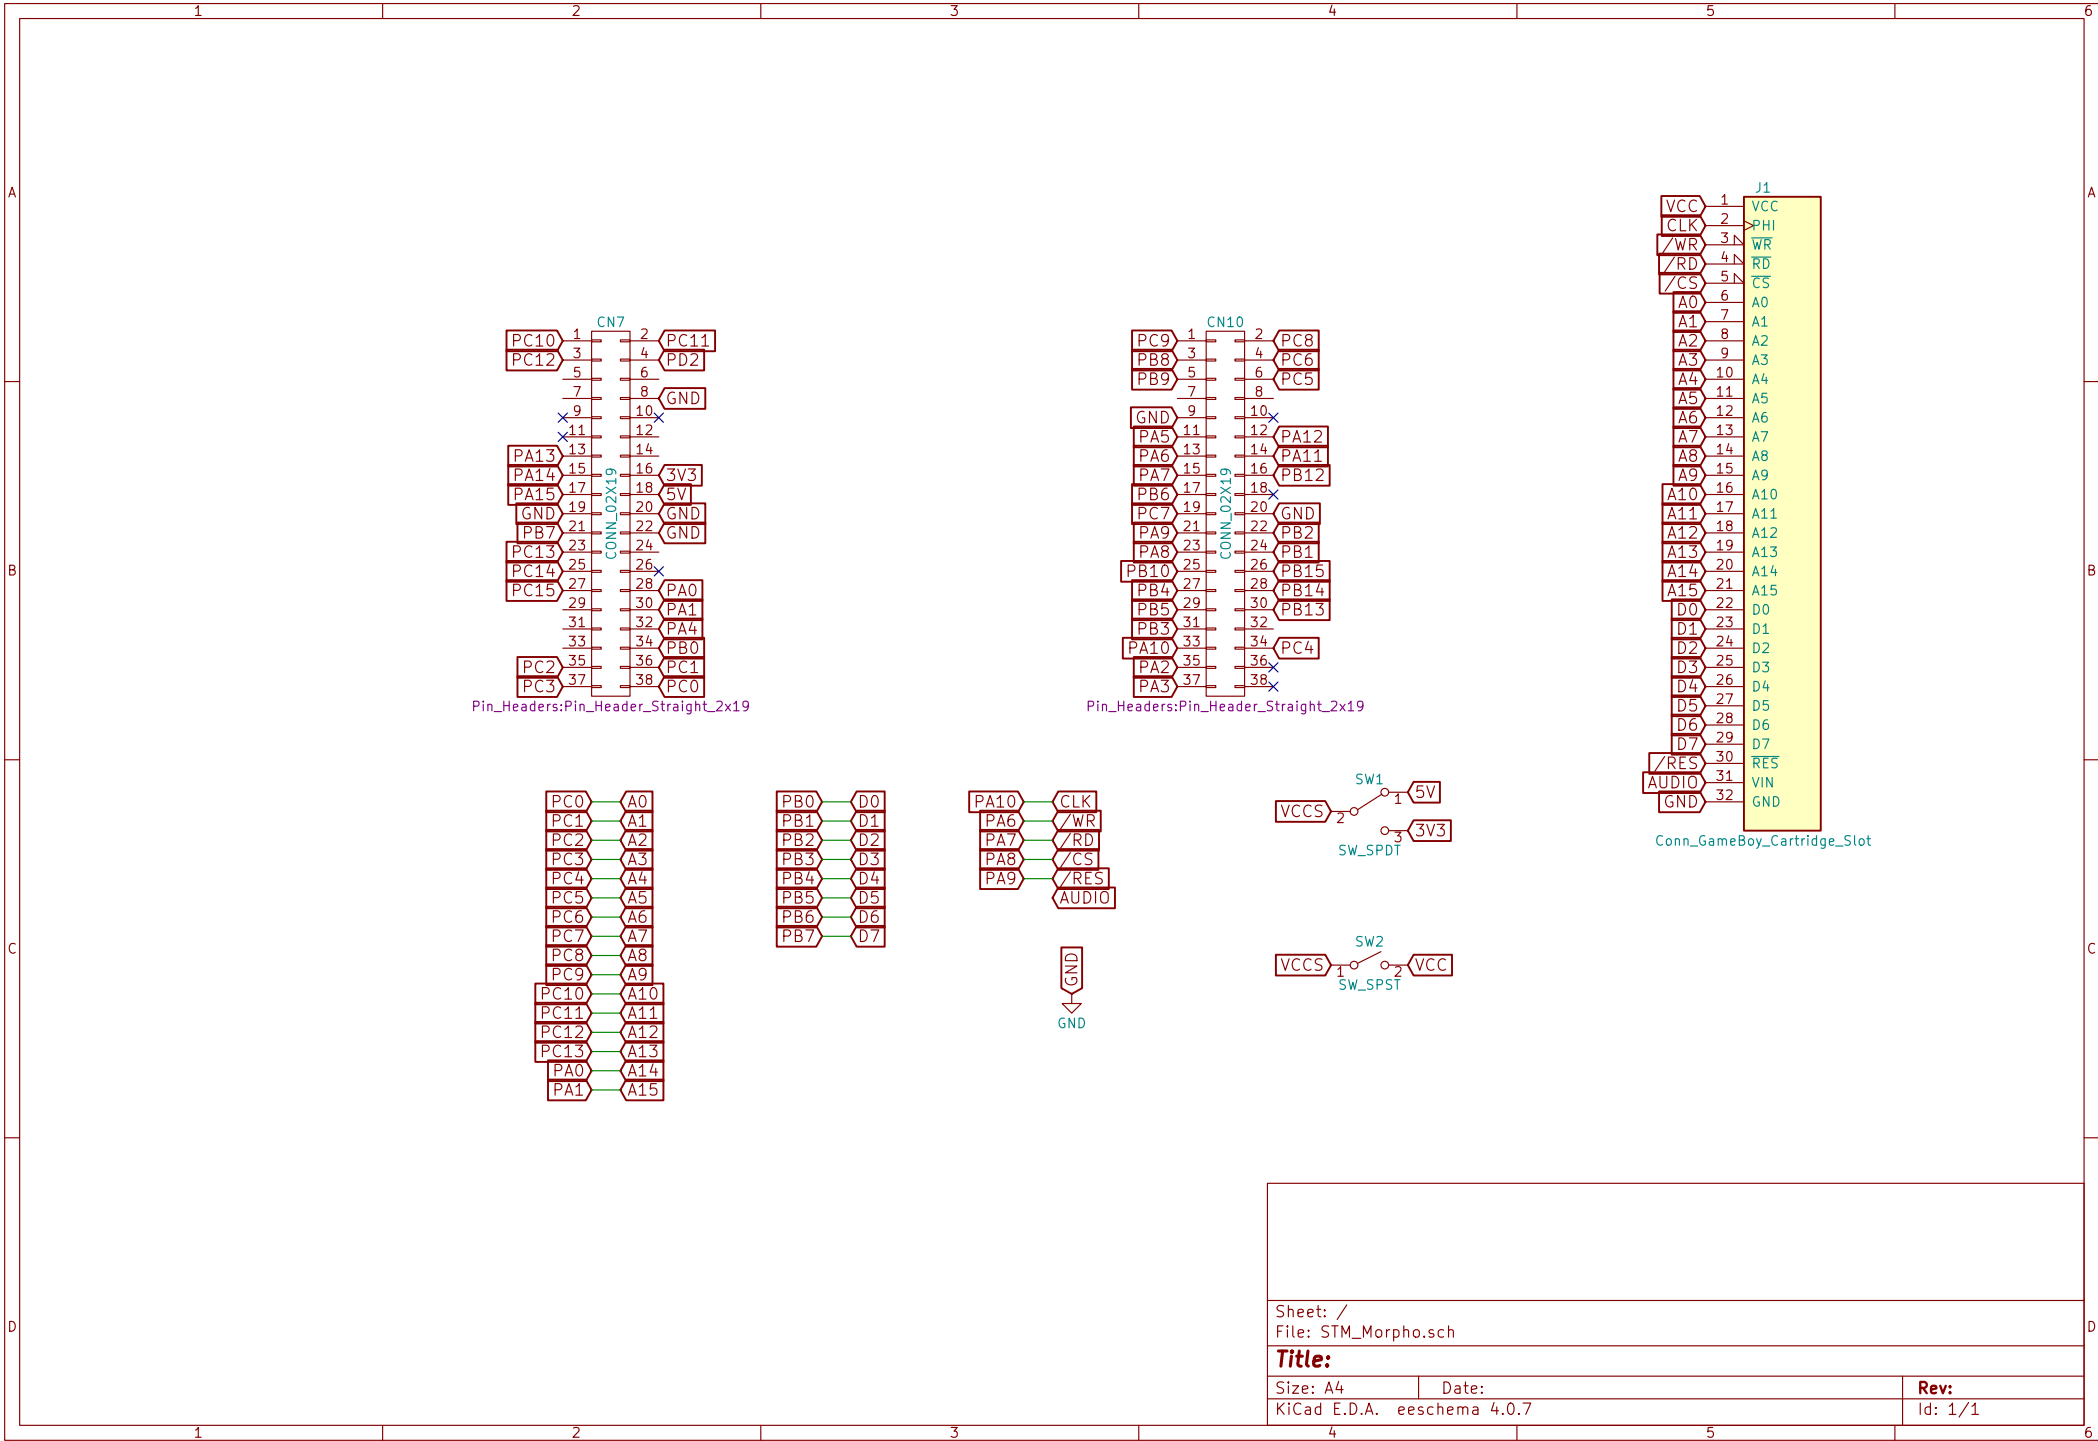 1 2 3 4 5 6
A A
B B
C C
D D
CN7
PC10 1 2 PC11
PC12 3 4 PD2
5 6
7 8 GND
9 10
11 12
PA13 13 14
PA14 15 16 3V3
PA15 17 18 5V
GND 19 20 GND
PB7 21 22 GND
PC13 23 24
PC14 25 26
PC15 27 28 PA0
29 30 PA1
31 32 PA4
33 34 PB0
PC2 35 36 PC1
PC3 37 38 PC0
CONN_02X19
Pin_Headers:Pin_Header_Straight_2x19
CN10
PC9 1 2 PC8
PB8 3 4 PC6
PB9 5 6 PC5
7 8
GND 9 10
PA5 11 12 PA12
PA6 13 14 PA11
PA7 15 16 PB12
PB6 17 18
PC7 19 20 GND
PA9 21 22 PB2
PA8 23 24 PB1
PB10 25 26 PB15
PB4 27 28 PB14
PB5 29 30 PB13
PB3 31 32
PA10 33 34 PC4
PA2 35 36
PA3 37 38
CONN_02X19
Pin_Headers:Pin_Header_Straight_2x19
J1
VCC 1 VCC
CLK 2 PHI
/WR 3 WR
/RD 4 RD
/CS 5 CS
A0 6 A0
A1 7 A1
A2 8 A2
A3 9 A3
A4 10 A4
A5 11 A5
A6 12 A6
A7 13 A7
A8 14 A8
A9 15 A9
A10 16 A10
A11 17 A11
A12 18 A12
A13 19 A13
A14 20 A14
A15 21 A15
D0 22 D0
D1 23 D1
D2 24 D2
D3 25 D3
D4 26 D4
D5 27 D5
D6 28 D6
D7 29 D7
/RES 30 RES
AUDIO 31 VIN
GND 32 GND
Conn_GameBoy_Cartridge_Slot
PC0 A0
PC1 A1
PC2 A2
PC3 A3
PC4 A4
PC5 A5
PC6 A6
PC7 A7
PC8 A8
PC9 A9
PC10 A10
PC11 A11
PC12 A12
PC13 A13
PA0 A14
PA1 A15
PB0 D0
PB1 D1
PB2 D2
PB3 D3
PB4 D4
PB5 D5
PB6 D6
PB7 D7
PA10 CLK
PA6 /WR
PA7 /RD
PA8 /CS
PA9 /RES
AUDIO
GND
GND
SW1
1 5V
VCCS 2
3 3V3
SW_SPDT
SW2
VCCS 1 2 VCC
SW_SPST
Sheet: /
File: STM_Morpho.sch
Title:
Size: A4 Date: Rev:
KiCad E.D.A. eeschema 4.0.7 Id: 1/1
1 2 3 4 5 6